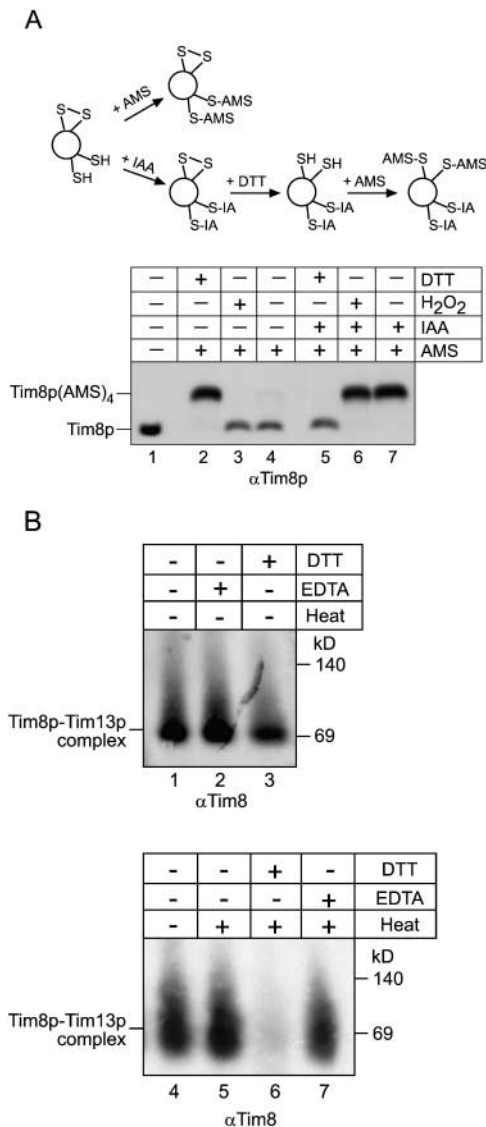 A
S S
SH
SH
+ AMS
S S
S-AMS
S-AMS
+ IAA
S S
S-IA
S-IA
+ DTT
SH SH
S-IA
S-IA
+ AMS
AMS-S S-AMS
S-IA
S-IA
– + – – + – – DTT
– – + – – + – H2O2
– – – – + + + IAA
– + + + + + + AMS
Tim8p(AMS)4
Tim8p
1 2 3 4 5 6 7
αTim8p
B
- - + DTT
- + - EDTA
- - - Heat
kD
140
Tim8p-Tim13p
complex
69
1 2 3
αTim8
- - + - DTT
- - - + EDTA
- + + + Heat
kD
140
Tim8p-Tim13p
complex
69
4 5 6 7
αTim8